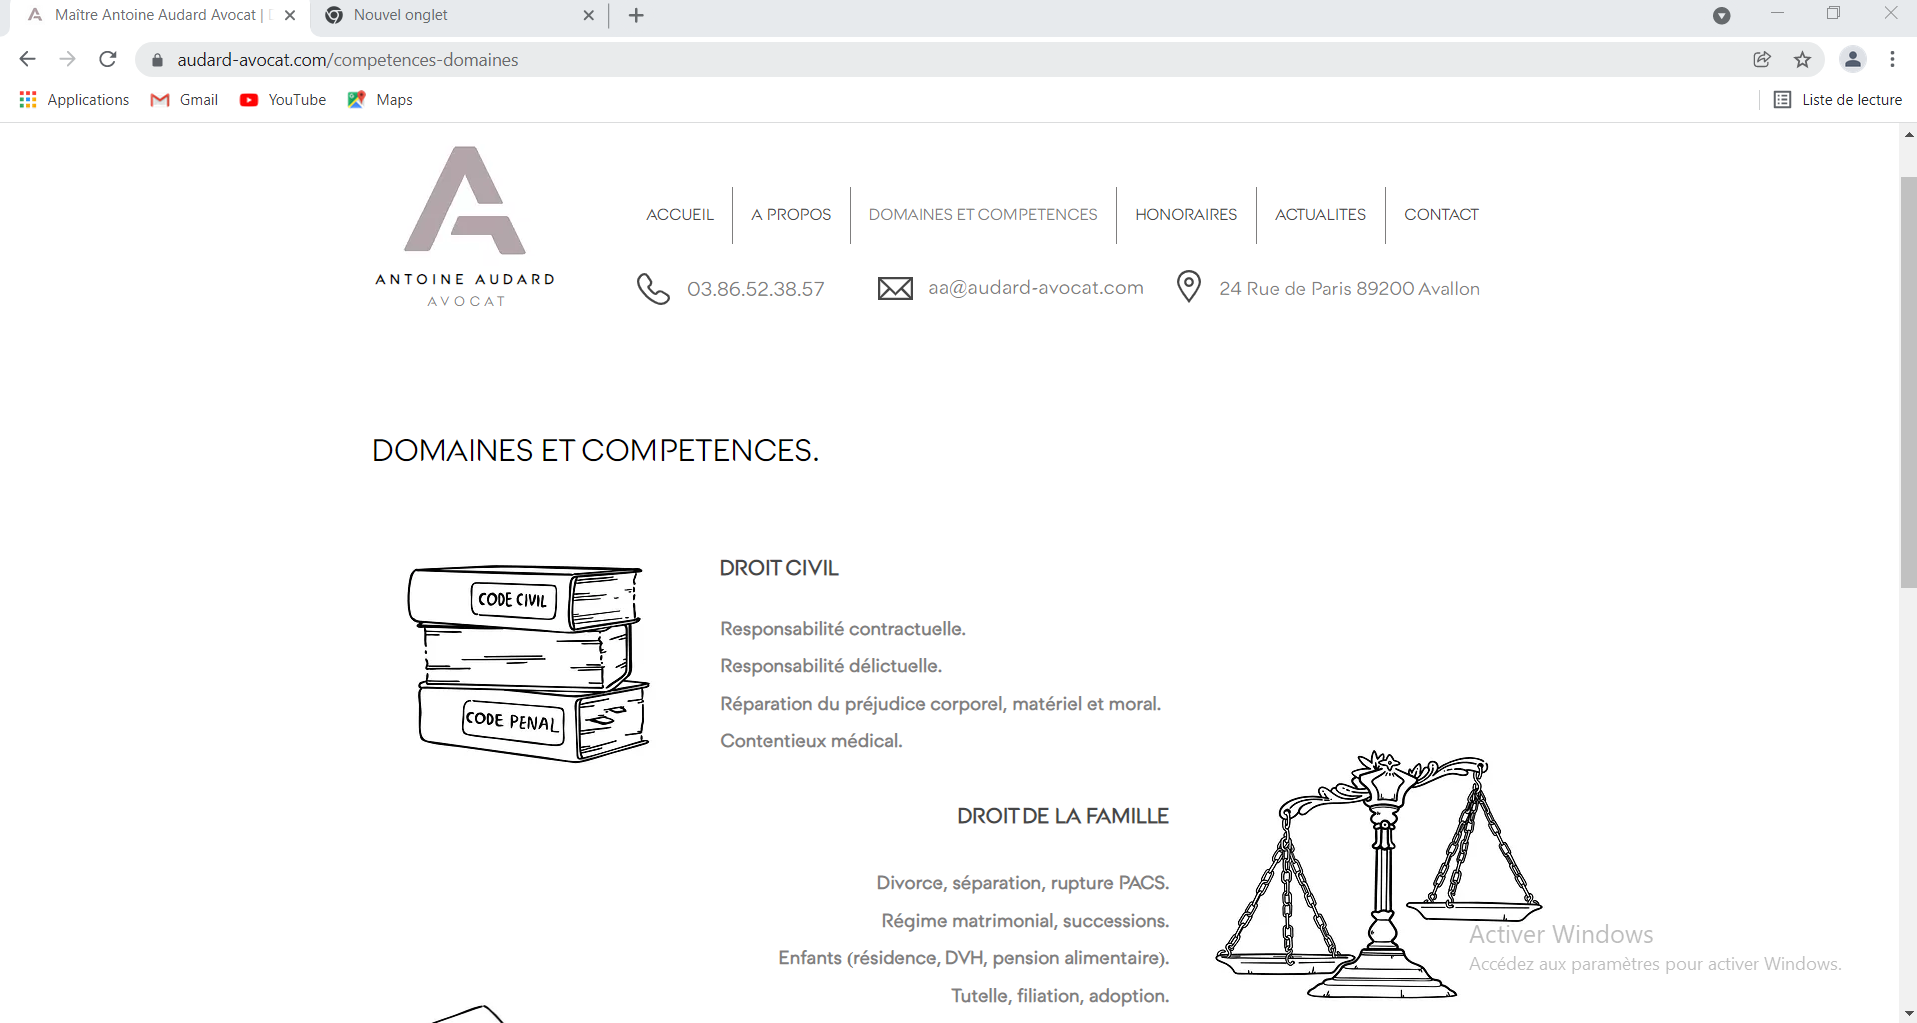 Maître Antoine Audard Avocat |
Nouvel onglet
audard-avocat.com/competences-domaines
Applications
Gmail
YouTube
Maps
Liste de lecture
ANTOINE AUDARD
AVOCAT
ACCUEIL
A PROPOS
DOMAINES ET COMPETENCES
HONORAIRES
ACTUALITES
CONTACT
03.86.52.38.57
aa@audard-avocat.com
24 Rue de Paris 89200 Avallon
DOMAINES ET COMPETENCES.
CODE CIVIL
CODE PENAL
DROIT CIVIL
Responsabilité contractuelle.
Responsabilité délictuelle.
Réparation du préjudice corporel, matériel et moral.
Contentieux médical.
DROIT DE LA FAMILLE
Divorce, séparation, rupture PACS.
Régime matrimonial, successions.
Enfants (résidence, DVH, pension alimentaire).
Tutelle, filiation, adoption.
Activer Windows
Accédez aux paramètres pour activer Windows.